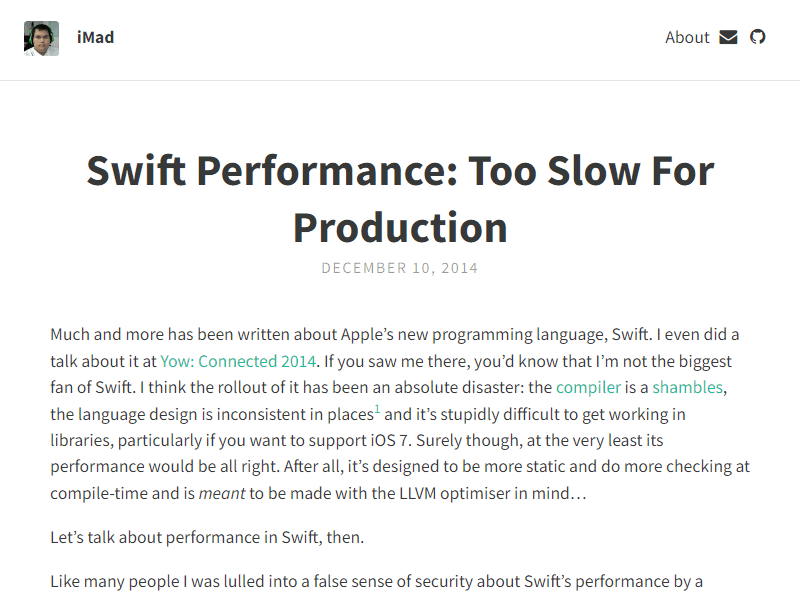 iMad
About
Swift Performance: Too Slow For
Production
DECEMBER 10, 2014
Much and more has been written about Apple’s new programming language, Swift. I even did a
talk about it at Yow: Connected 2014. If you saw me there, you’d know that I’m not the biggest
fan of Swift. I think the rollout of it has been an absolute disaster: the compiler is a shambles,
the language design is inconsistent in places1 and it’s stupidly difficult to get working in
libraries, particularly if you want to support iOS 7. Surely though, at the very least its
performance would be all right. After all, it’s designed to be more static and do more checking at
compile-time and is meant to be made with the LLVM optimiser in mind…
Let’s talk about performance in Swift, then.
Like many people I was lulled into a false sense of security about Swift’s performance by a